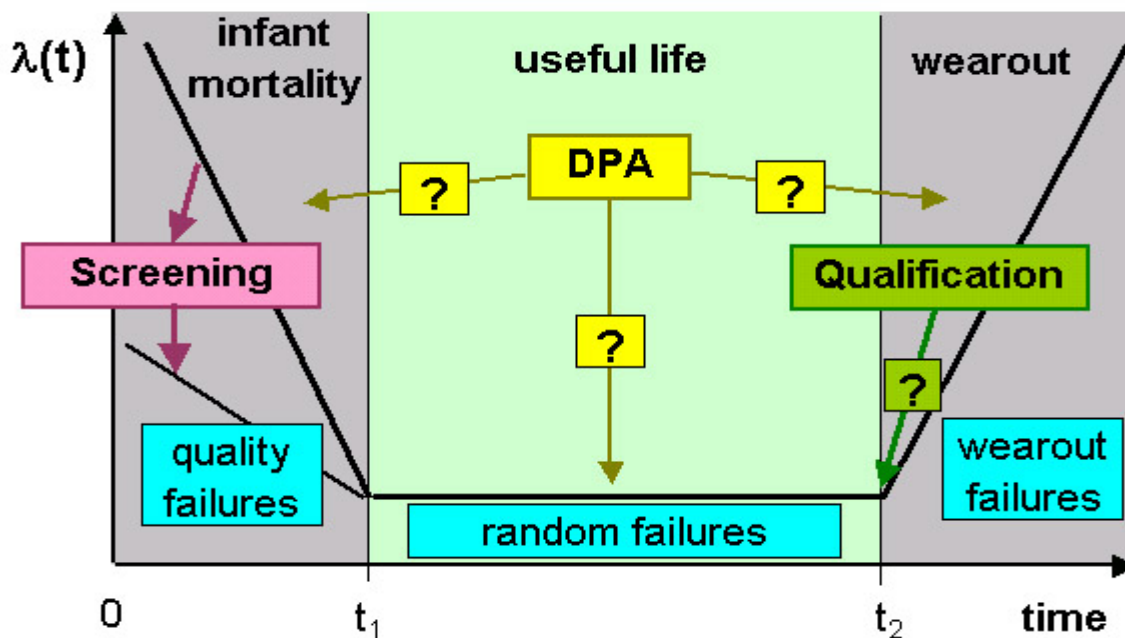 λ(t)
infant
mortality
useful life
wearout
DPA
?
?
Screening
Qualification
?
?
quality
failures
random failures
wearout
failures
0
t₁
t₂
time